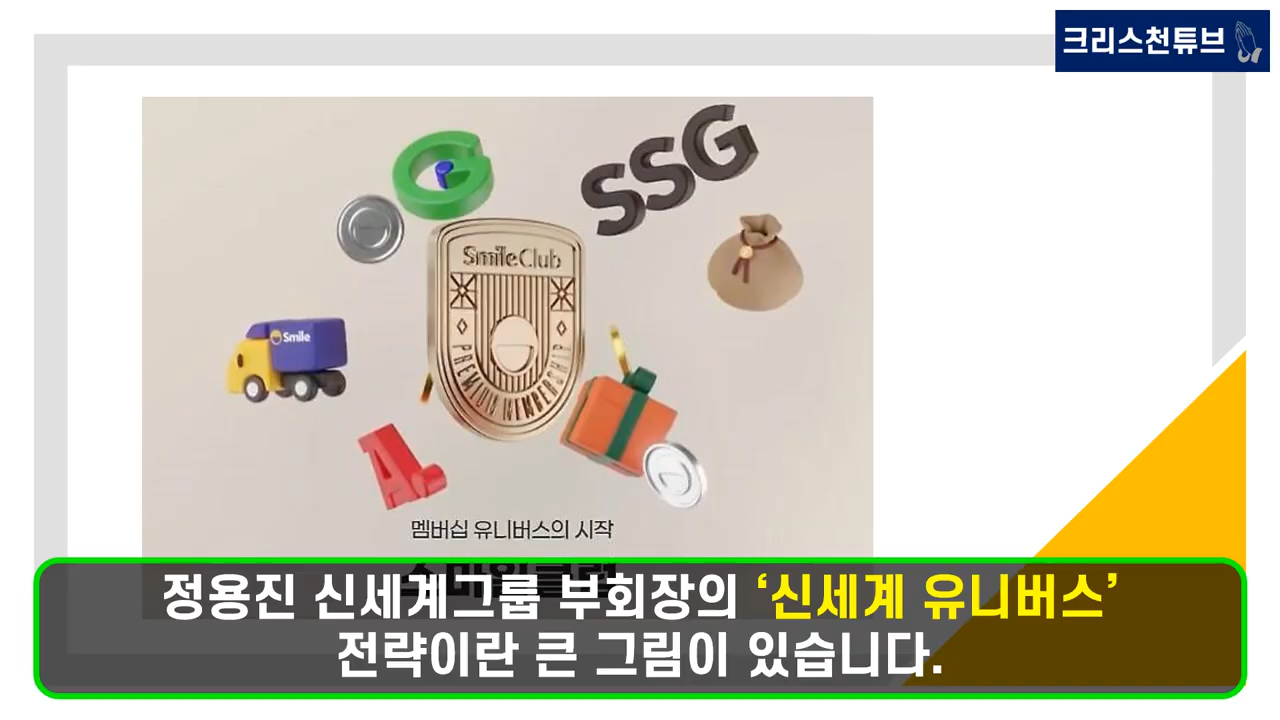 크리스천튜브
G
SSG
SmileClub
PREMIUM MEMBERSHIP
Smile
A
멤버십 유니버스의 시작
정용진 신세계그룹 부회장의 ‘신세계 유니버스’
전략이란 큰 그림이 있습니다.